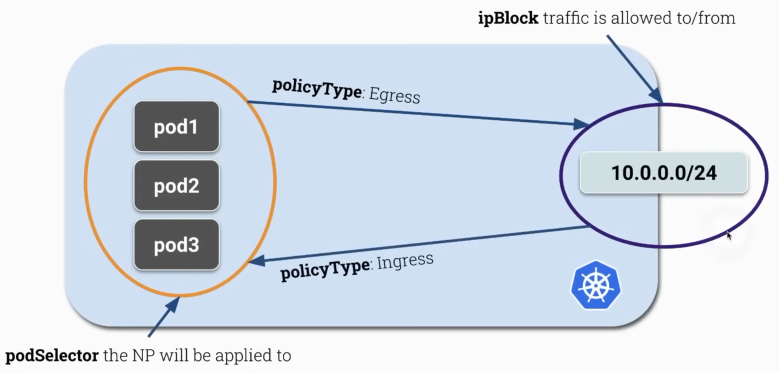 ipBlock traffic is allowed to/from
policyType: Egress
pod1
pod2
pod3
10.0.0.0/24
policyType: Ingress
podSelector the NP will be applied to